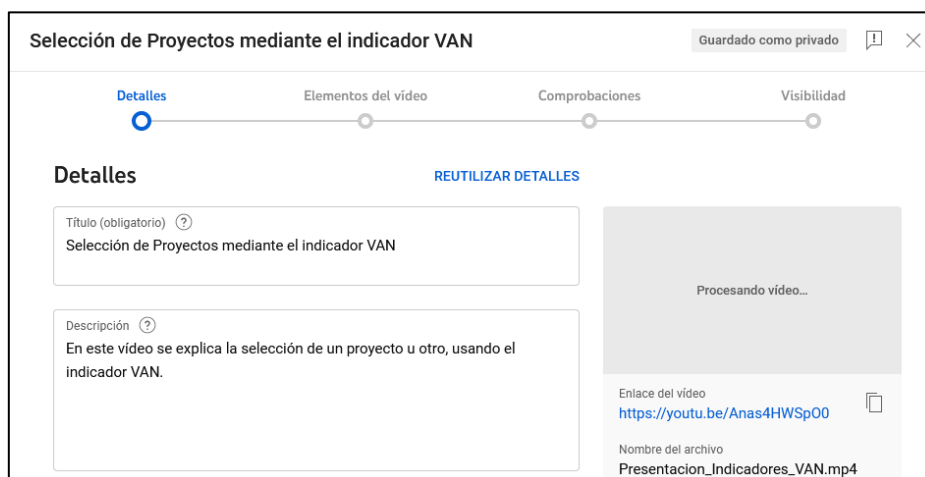 Selección de Proyectos mediante el indicador VAN
Guardado como privado
Detalles
Elementos del vídeo
Comprobaciones
Visibilidad
Detalles
REUTILIZAR DETALLES
Título (obligatorio) ?
Selección de Proyectos mediante el indicador VAN
Descripción ?
En este vídeo se explica la selección de un proyecto u otro, usando el
indicador VAN.
Procesando vídeo...
Enlace del vídeo
https://youtu.be/Anas4HWSpO0
Nombre del archivo
Presentacion_Indicadores_VAN.mp4